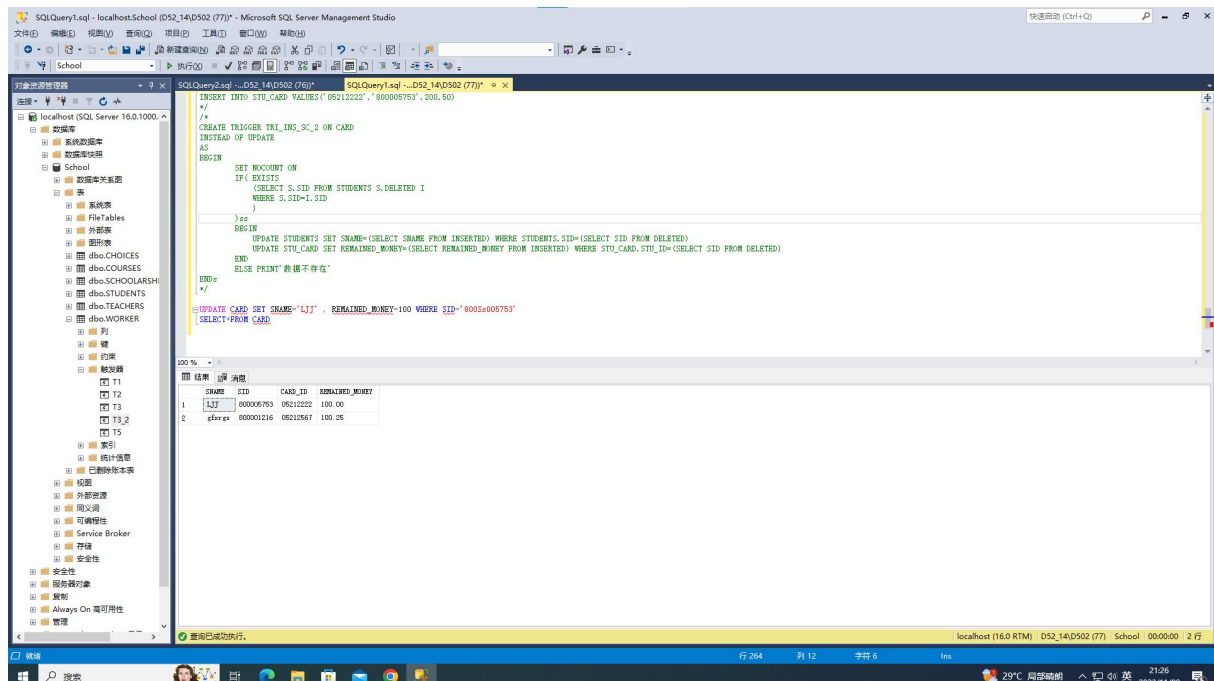 SQLQuery1.sql - localhost.School (D52_14\D502 (77))* - Microsoft SQL Server Management Studio
快速启动 (Ctrl+Q)
文件(F) 编辑(E) 视图(V) 查询(Q) 项目(P) 工具(T) 窗口(W) 帮助(H)
新建查询(N)
School
执行(X)
对象资源管理器
SQLQuery2.sql -...D52_14\D502 (76))*
SQLQuery1.sql -...D52_14\D502 (77))*
连接
localhost (SQL Server 16.0.1000.
数据库
系统数据库
数据库快照
School
数据库关系图
表
系统表
FileTables
外部表
图形表
dbo.CHOICES
dbo.COURSES
dbo.SCHOOLARSHI
dbo.STUDENTS
dbo.TEACHERS
dbo.WORKER
列
键
约束
触发器
T1
T2
T3
T3_2
T5
索引
统计信息
已删除账本表
视图
外部资源
同义词
可编程性
Service Broker
存储
安全性
安全性
服务器对象
复制
Always On 高可用性
管理
INSERT INTO STU_CARD VALUES('05212222','800005753',200.50)
*/
/*
CREATE TRIGGER TRI_INS_SC_2 ON CARD
INSTEAD OF UPDATE
AS
BEGIN
SET NOCOUNT ON
IF( EXISTS
(SELECT S.SID FROM STUDENTS S,DELETED I
WHERE S.SID=I.SID
)
)ss
BEGIN
UPDATE STUDENTS SET SNAME=(SELECT SNAME FROM INSERTED) WHERE STUDENTS.SID=(SELECT SID FROM DELETED)
UPDATE STU_CARD SET REMAINED_MONEY=(SELECT REMAINED_MONEY FROM INSERTED) WHERE STU_CARD.STU_ID=(SELECT SID FROM DELETED)
END
ELSE PRINT'数据不存在'
ENDs
*/
UPDATE CARD SET SNAME='LJJ' , REMAINED_MONEY=100 WHERE SID='800Ss005753'
SELECT*FROM CARD
100 %
结果 消息
SNAME SID CARD_ID REMAINED_MONEY
1 LJJ 800005753 05212222 100.00
2 gfxrgx 800001216 05212567 100.25
查询已成功执行。
localhost (16.0 RTM) D52_14\D502 (77) School 00:00:00 2 行
就绪
行 264 列 12 字符 6 Ins
搜索
29°C 局部晴朗 英 21:26